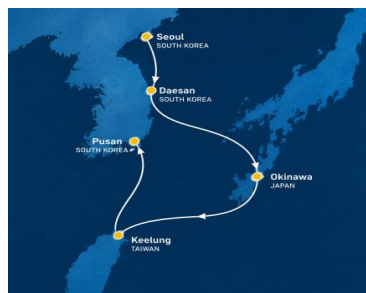 Seoul
SOUTH KOREA
Daesan
SOUTH KOREA
Pusan
SOUTH KOREA
Okinawa
JAPAN
Keelung
TAIWAN